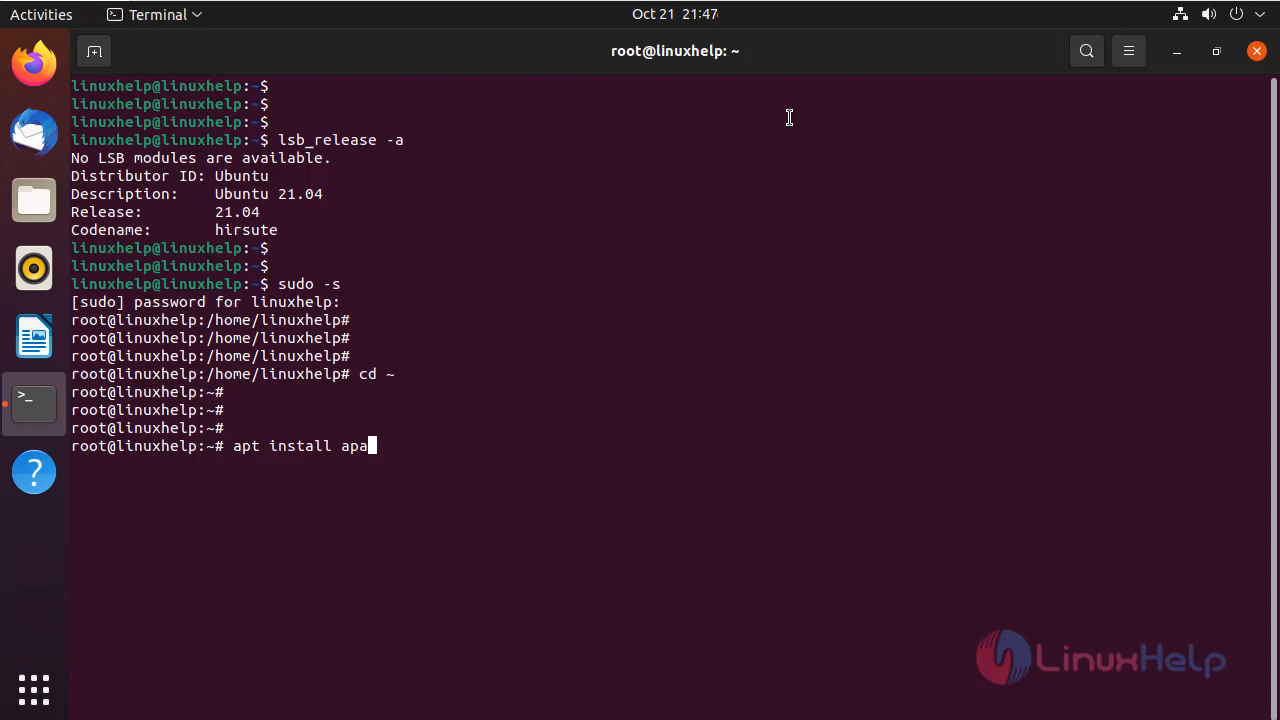 Activities
Terminal
Oct 21 21:47
root@linuxhelp: ~
linuxhelp@linuxhelp:~$
linuxhelp@linuxhelp:~$
linuxhelp@linuxhelp:~$
linuxhelp@linuxhelp:~$ lsb_release -a
No LSB modules are available.
Distributor ID: Ubuntu
Description: Ubuntu 21.04
Release: 21.04
Codename: hirsute
linuxhelp@linuxhelp:~$
linuxhelp@linuxhelp:~$
linuxhelp@linuxhelp:~$ sudo -s
[sudo] password for linuxhelp:
root@linuxhelp:/home/linuxhelp#
root@linuxhelp:/home/linuxhelp#
root@linuxhelp:/home/linuxhelp#
root@linuxhelp:/home/linuxhelp# cd ~
root@linuxhelp:~#
root@linuxhelp:~#
root@linuxhelp:~#
root@linuxhelp:~# apt install apa
LinuxHelp